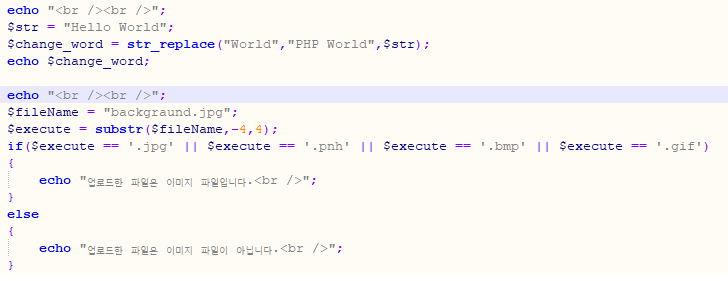 echo "<br /><br />";
$str = "Hello World";
$change_word = str_replace("World","PHP World",$str);
echo $change_word;
echo "<br /><br />";
$fileName = "backgraund.jpg";
$execute = substr($fileName,-4,4);
if($execute == '.jpg' || $execute == '.pnh' || $execute == '.bmp' || $execute == '.gif')
{
echo "업로드한 파일은 이미지 파일입니다.<br />";
}
else
{
echo "업로드한 파일은 이미지 파일이 아닙니다.<br />";
}